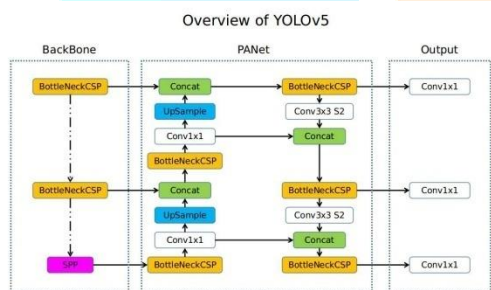 Overview of YOLOv5
BackBone PANet Output
BottleNeckCSP Concat BottleNeckCSP Conv1x1
UpSample Conv3x3 S2
Conv1x1 Concat
BottleNeckCSP
BottleNeckCSP Concat BottleNeckCSP Conv1x1
UpSample Conv3x3 S2
Conv1x1 Concat
SPP BottleNeckCSP BottleNeckCSP Conv1x1